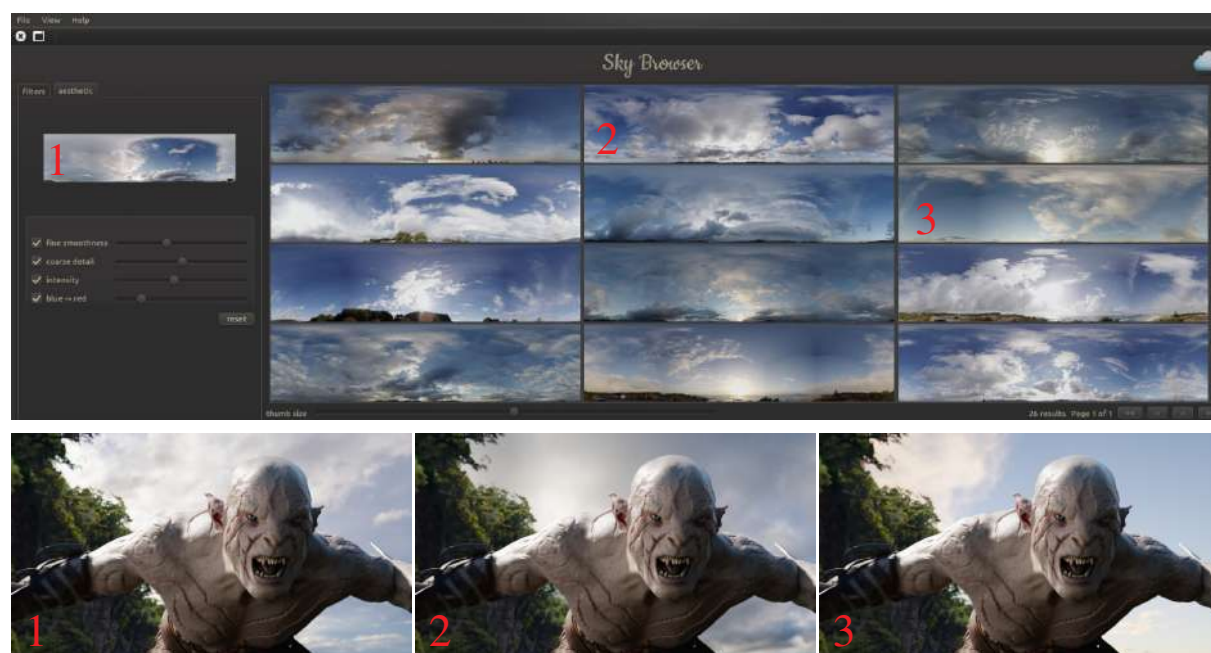 File View Help
Sky Browser
Filters aesthetic
1
2
3
fine smoothness
coarse detail
intensity
blue -> red
reset
thumb size
26 results. Page 1 of 1
1
2
3